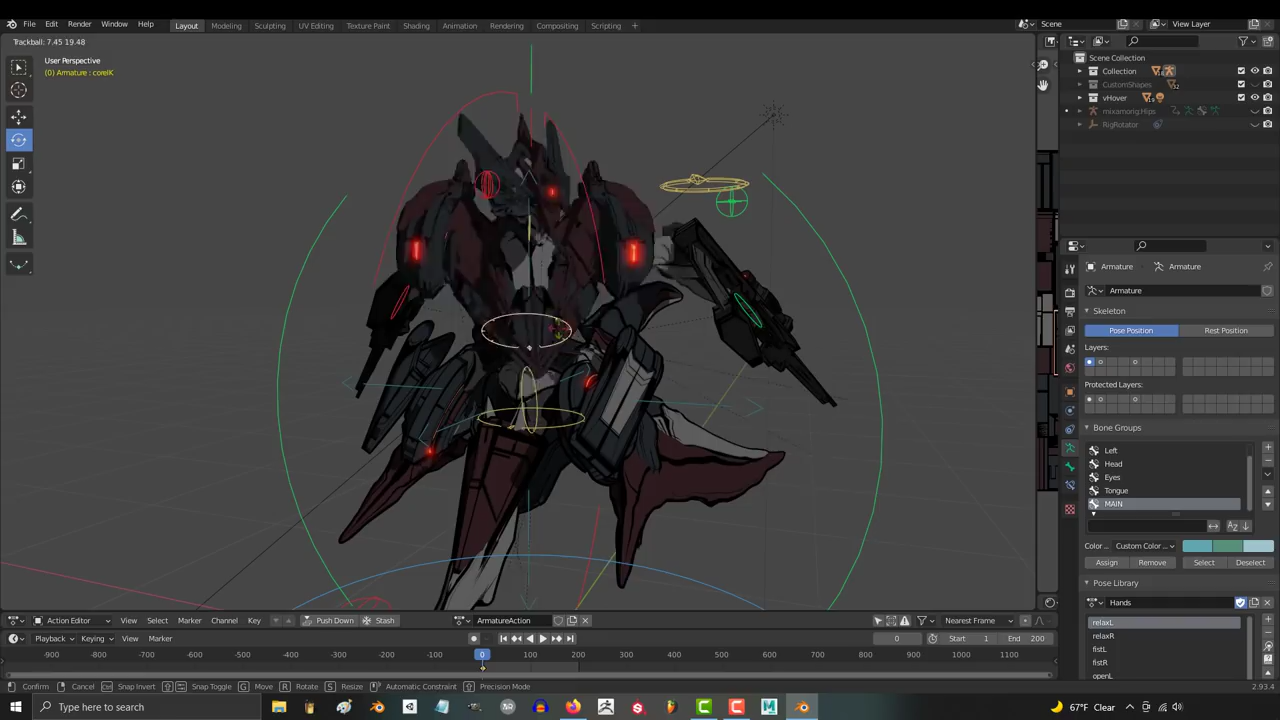 File Edit Render Window Help
Layout Modeling Sculpting UV Editing Texture Paint Shading Animation Rendering Compositing Scripting +
Scene
View Layer
Trackball: 7.45 19.48
User Perspective
(0) Armature : coreIK
Scene Collection
Collection
CustomShapes
32
vHover
mixamorig:Hips
RigRotator
Armature
Armature
Armature
Skeleton
Pose Position
Rest Position
Layers:
Protected Layers:
Bone Groups
Left
Head
Eyes
Tongue
MAIN
Color ...
Custom Color ...
Assign
Remove
Select
Deselect
Pose Library
Hands
relaxL
relaxR
fistL
fistR
openL
Action Editor
View Select Marker Channel Key
Push Down
Stash
ArmatureAction
Nearest Frame
Playback Keying View Marker
0
Start 1
End 200
-900 -800 -700 -600 -500 -400 -300 -200 -100 0 100 200 300 400 500 600 700 800 900 1000 1100
Confirm Cancel Snap Invert Snap Toggle G Move R Rotate S Resize Automatic Constraint Precision Mode
2.93.4
Type here to search
67°F Clear